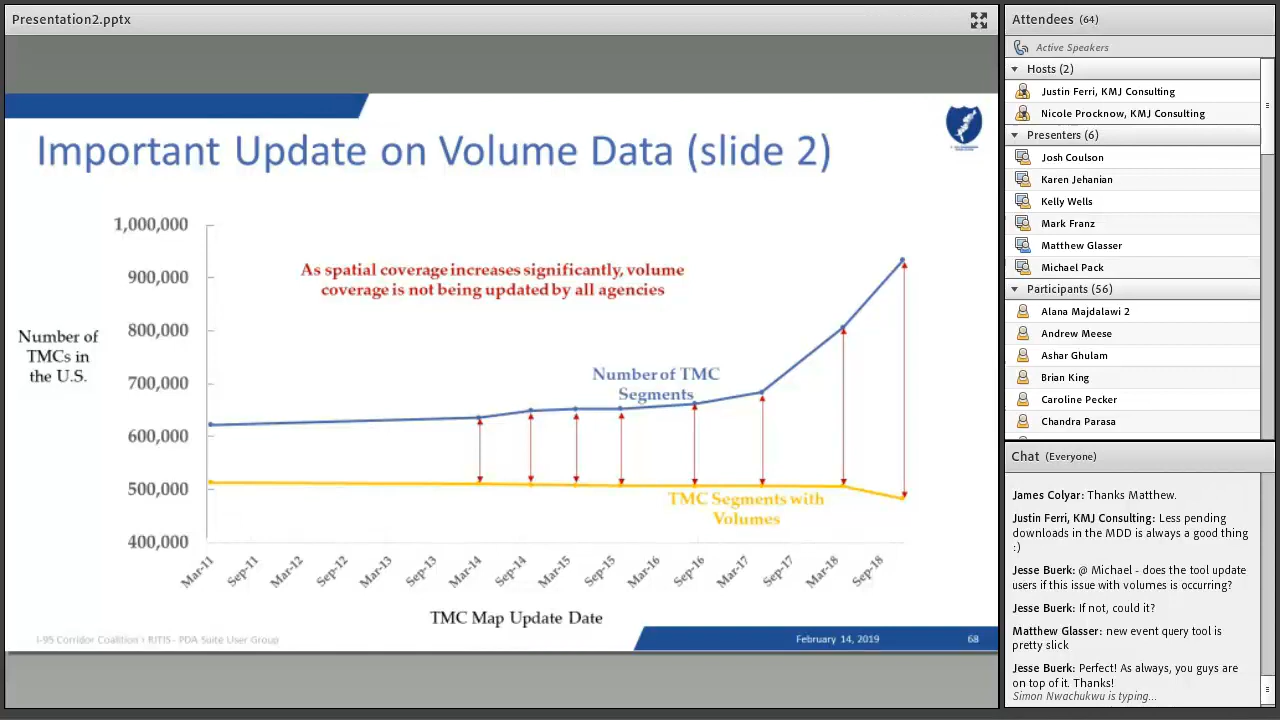 Presentation2.pptx
Important Update on Volume Data (slide 2)
1,000,000
900,000
800,000
700,000
600,000
500,000
400,000
Number of
TMCs in
the U.S.
As spatial coverage increases significantly, volume
coverage is not being updated by all agencies
Number of TMC
Segments
TMC Segments with
Volumes
Mar-11
Sep-11
Mar-12
Sep-12
Mar-13
Sep-13
Mar-14
Sep-14
Mar-15
Sep-15
Mar-16
Sep-16
Mar-17
Sep-17
Mar-18
Sep-18
TMC Map Update Date
I-95 Corridor Coalition | RITIS - PDA Suite User Group
February 14, 2019
68
Attendees (64)
Active Speakers
Hosts (2)
Justin Ferri, KMJ Consulting
Nicole Procknow, KMJ Consulting
Presenters (6)
Josh Coulson
Karen Jehanian
Kelly Wells
Mark Franz
Matthew Glasser
Michael Pack
Participants (56)
Alana Majdalawi 2
Andrew Meese
Ashar Ghulam
Brian King
Caroline Pecker
Chandra Parasa
Chat (Everyone)
James Colyar: Thanks Matthew.
Justin Ferri, KMJ Consulting: Less pending
downloads in the MDD is always a good thing
:)
Jesse Buerk: @ Michael - does the tool update
users if this issue with volumes is occurring?
Jesse Buerk: If not, could it?
Matthew Glasser: new event query tool is
pretty slick
Jesse Buerk: Perfect! As always, you guys are
on top of it. Thanks!
Simon Nwachukwu is typing...